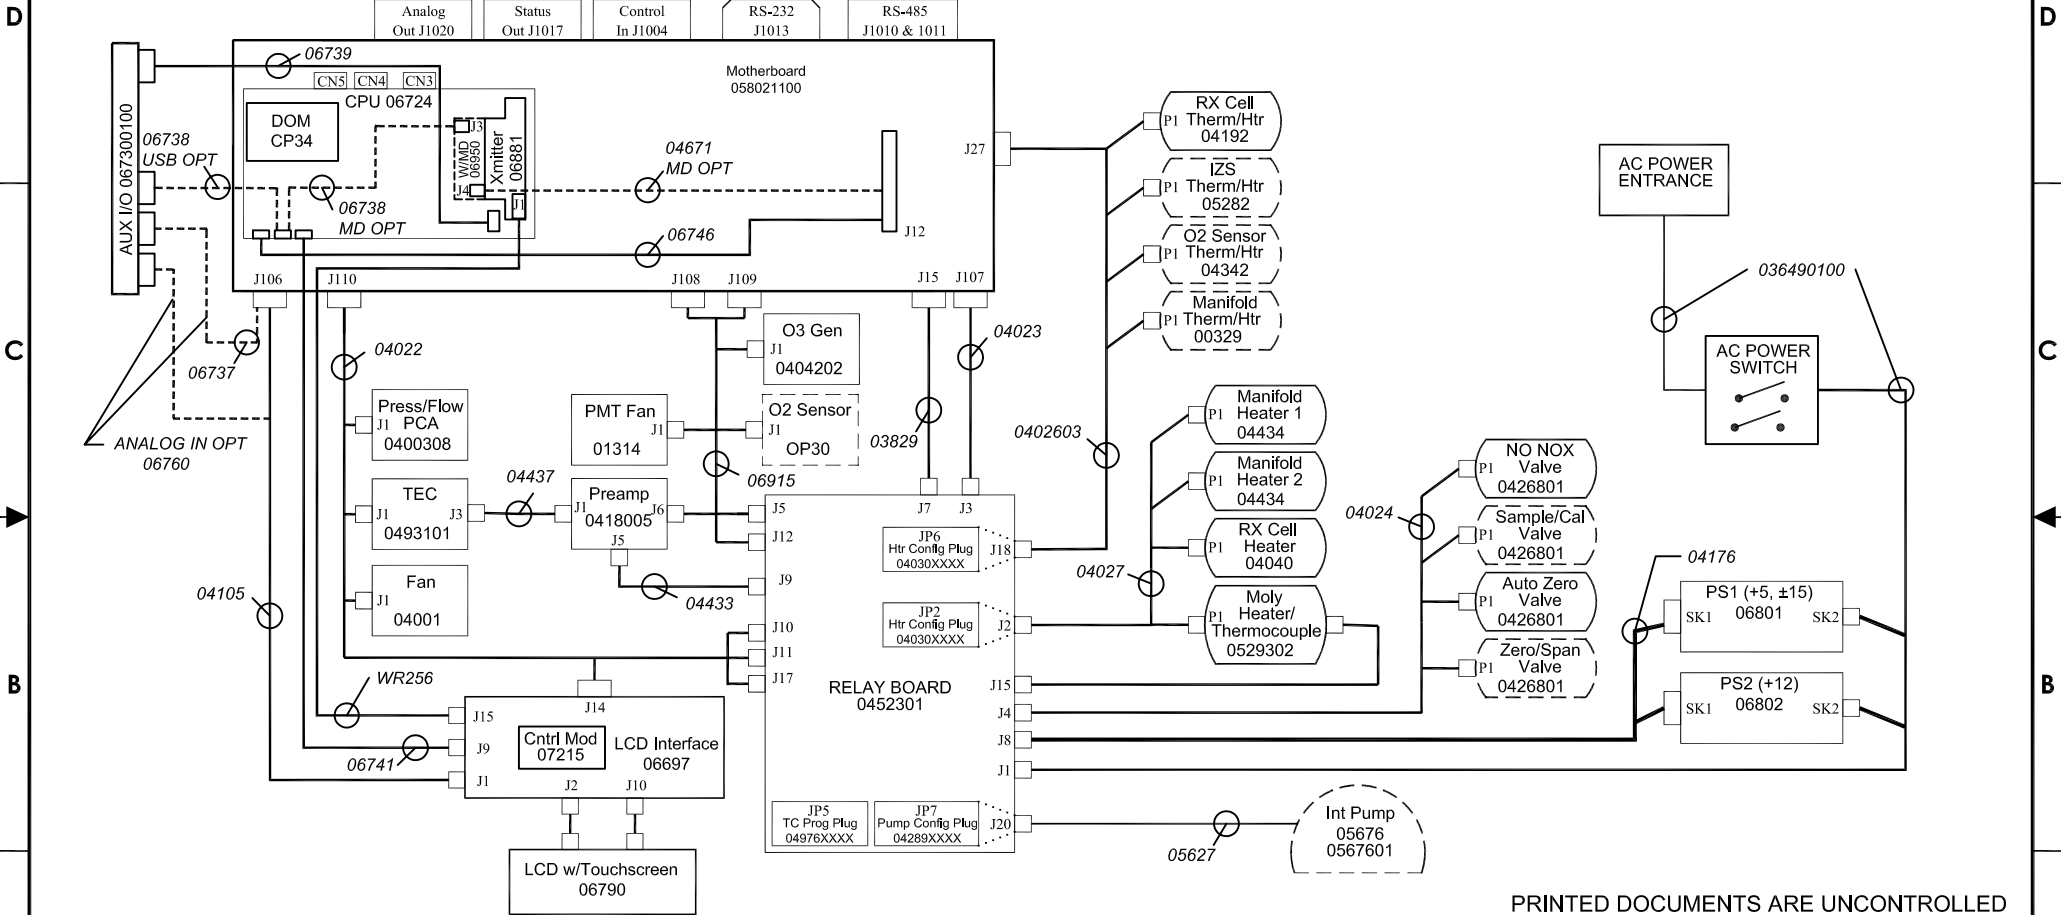 D
Analog
Out J1020
Status
Out J1017
Control
In J1004
RS-232
J1013
RS-485
J1010 & 1011
D
06739
CN5
CN4
CN3
CPU 06724
Motherboard
058021100
AUX I/O 067300100
DOM
CP34
06738
USB OPT
06738
MD OPT
J3
W/MD
06950
J4
Xmitter
06881
J1
04671
MD OPT
J12
06746
J27
J106
J110
J108
J109
J15
J107
P1
RX Cell
Therm/Htr
04192
P1
IZS
Therm/Htr
05282
P1
O2 Sensor
Therm/Htr
04342
P1
Manifold
Therm/Htr
00329
AC POWER
ENTRANCE
036490100
AC POWER
SWITCH
C
C
06737
ANALOG IN OPT
06760
04022
O3 Gen
J1
0404202
04023
03829
0402603
Press/Flow
PCA
J1
0400308
PMT Fan
J1
01314
O2 Sensor
J1
OP30
06915
TEC
J1
J3
0493101
04437
Preamp
J1
J6
0418005
J5
04433
Fan
J1
04001
04105
P1
Manifold
Heater 1
04434
P1
Manifold
Heater 2
04434
P1
RX Cell
Heater
04040
P1
Moly
Heater/
Thermocouple
0529302
04027
04024
P1
NO NOX
Valve
0426801
P1
Sample/Cal
Valve
0426801
P1
Auto Zero
Valve
0426801
P1
Zero/Span
Valve
0426801
04176
PS1 (+5, ±15)
06801
SK1
SK2
PS2 (+12)
06802
SK1
SK2
J5
J12
J9
J10
J11
J17
J7
J3
JP6
Htr Config Plug
04030XXXX
J18
JP2
Htr Config Plug
04030XXXX
J2
J15
J4
J8
J1
RELAY BOARD
0452301
JP5
TC Prog Plug
04976XXXX
JP7
Pump Config Plug
04289XXXX
J20
B
B
WR256
06741
J14
J15
J9
J1
Cntrl Mod
07215
LCD Interface
06697
J2
J10
LCD w/Touchscreen
06790
05627
Int Pump
05676
0567601
PRINTED DOCUMENTS ARE UNCONTROLLED